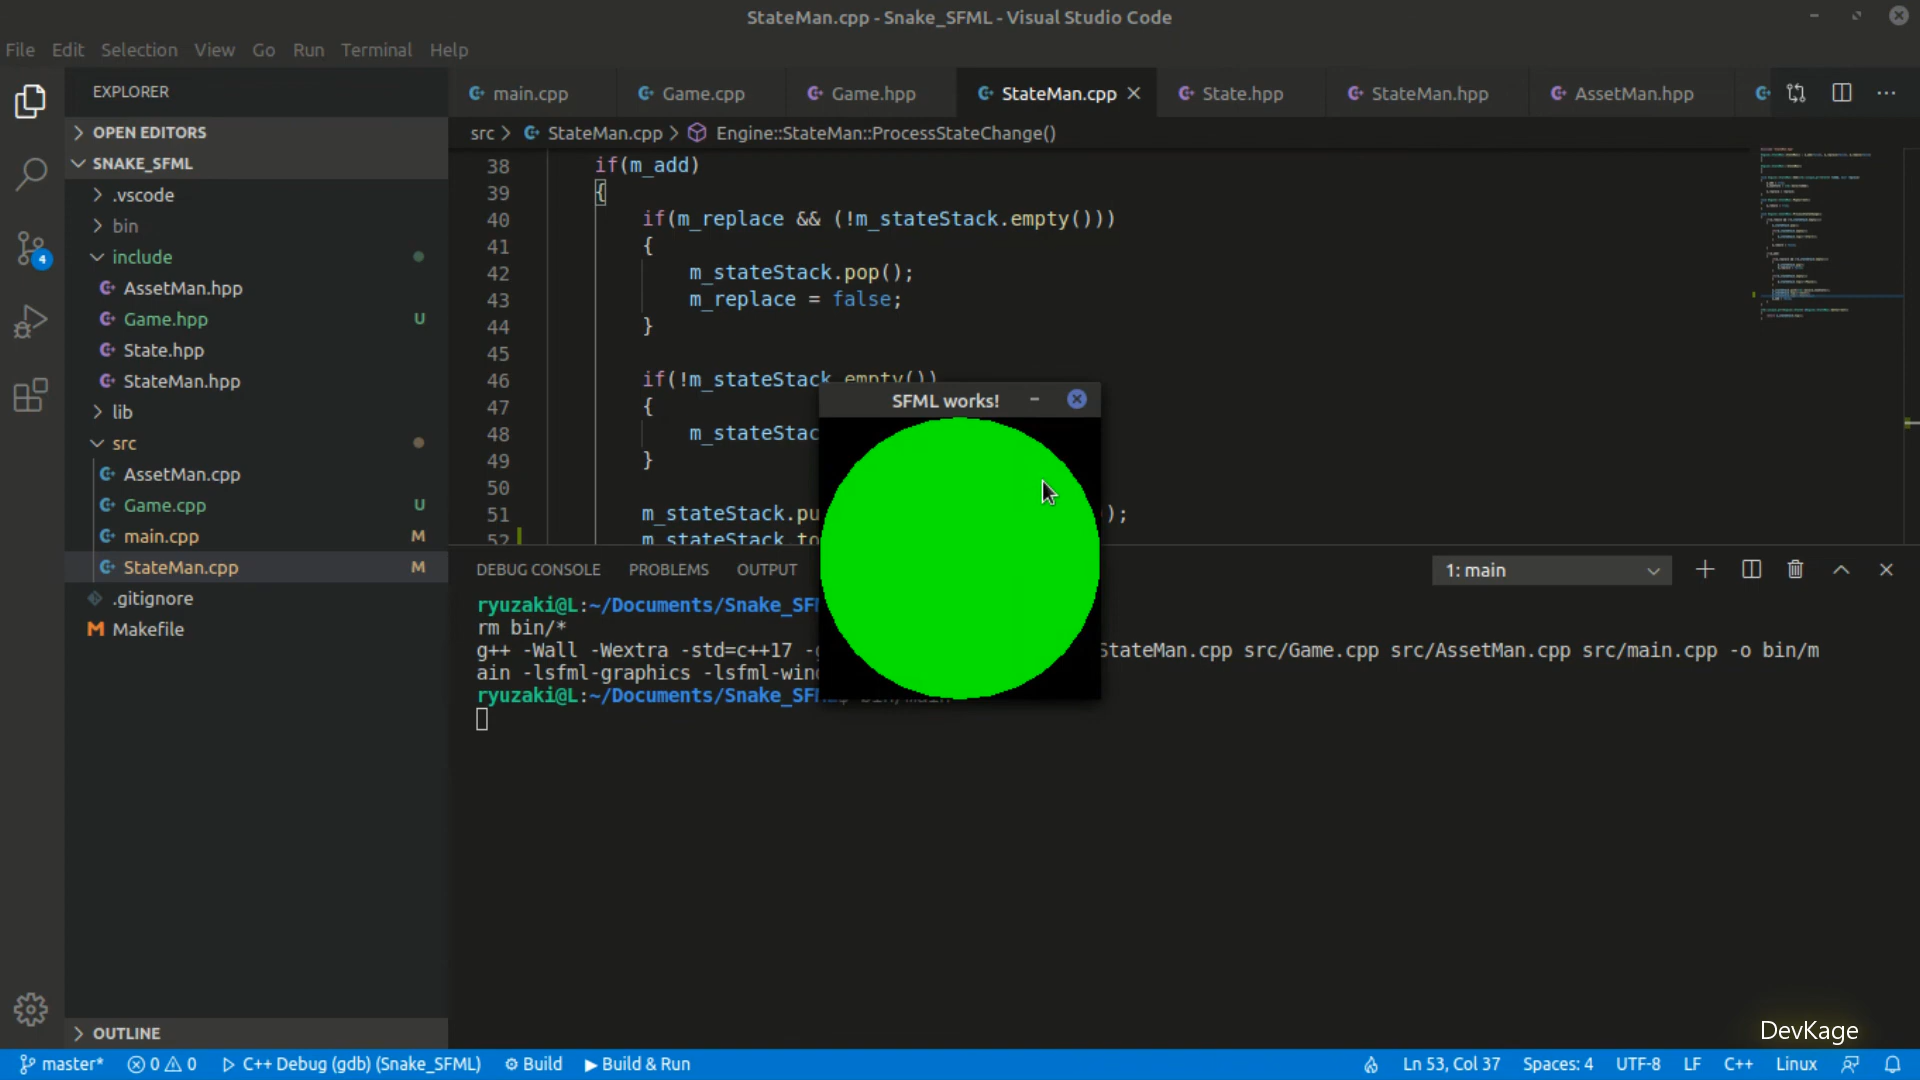 StateMan.cpp - Snake_SFML - Visual Studio Code
File Edit Selection View Go Run Terminal Help
EXPLORER
OPEN EDITORS
SNAKE_SFML
.vscode
bin
include
AssetMan.hpp
Game.hpp U
State.hpp
StateMan.hpp
lib
src
AssetMan.cpp
Game.cpp U
main.cpp M
StateMan.cpp M
.gitignore
Makefile
OUTLINE
4
main.cpp Game.cpp Game.hpp StateMan.cpp State.hpp StateMan.hpp AssetMan.hpp
src > StateMan.cpp > Engine::StateMan::ProcessStateChange()
38 if(m_add)
39 {
40 if(m_replace && (!m_stateStack.empty()))
41 {
42 m_stateStack.pop();
43 m_replace = false;
44 }
45
46 if(!m_stateStack.empty())
47 {
48 m_stateStac
49 }
50
51 m_stateStack.pu );
52 m_stateStack.to
SFML works!
DEBUG CONSOLE PROBLEMS OUTPUT
1: main
ryuzaki@L:~/Documents/Snake_SF
rm bin/*
g++ -Wall -Wextra -std=c++17 - StateMan.cpp src/Game.cpp src/AssetMan.cpp src/main.cpp -o bin/m
ain -lsfml-graphics -lsfml-win
ryuzaki@L:~/Documents/Snake_SF bin/main
DevKage
master* 0 0 C++ Debug (gdb) (Snake_SFML) Build Build & Run Ln 53, Col 37 Spaces: 4 UTF-8 LF C++ Linux